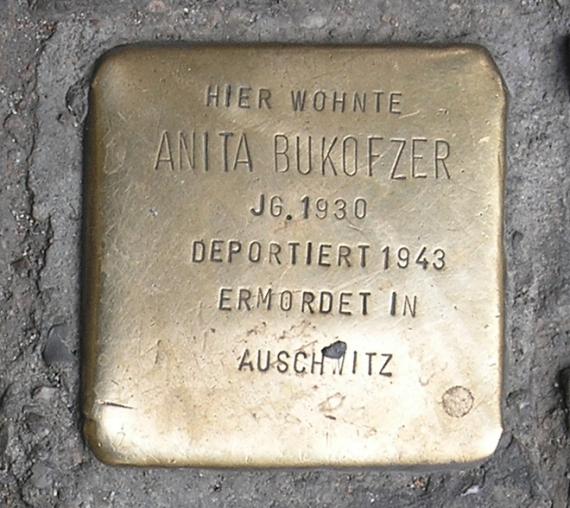 HIER WOHNTE
ANITA BUKOFZER
JG. 1930
DEPORTIERT 1943
ERMORDET IN
AUSCHWITZ